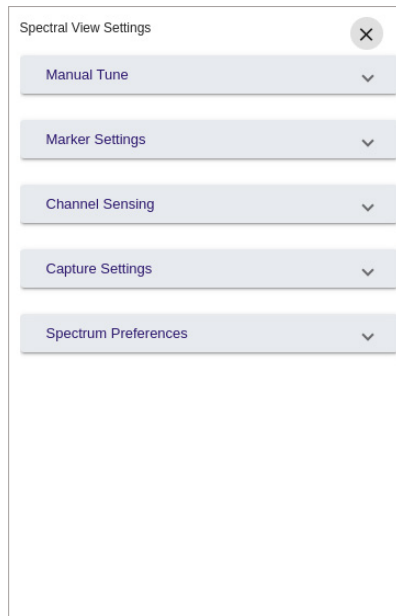 Spectral View Settings
Manual Tune
Marker Settings
Channel Sensing
Capture Settings
Spectrum Preferences